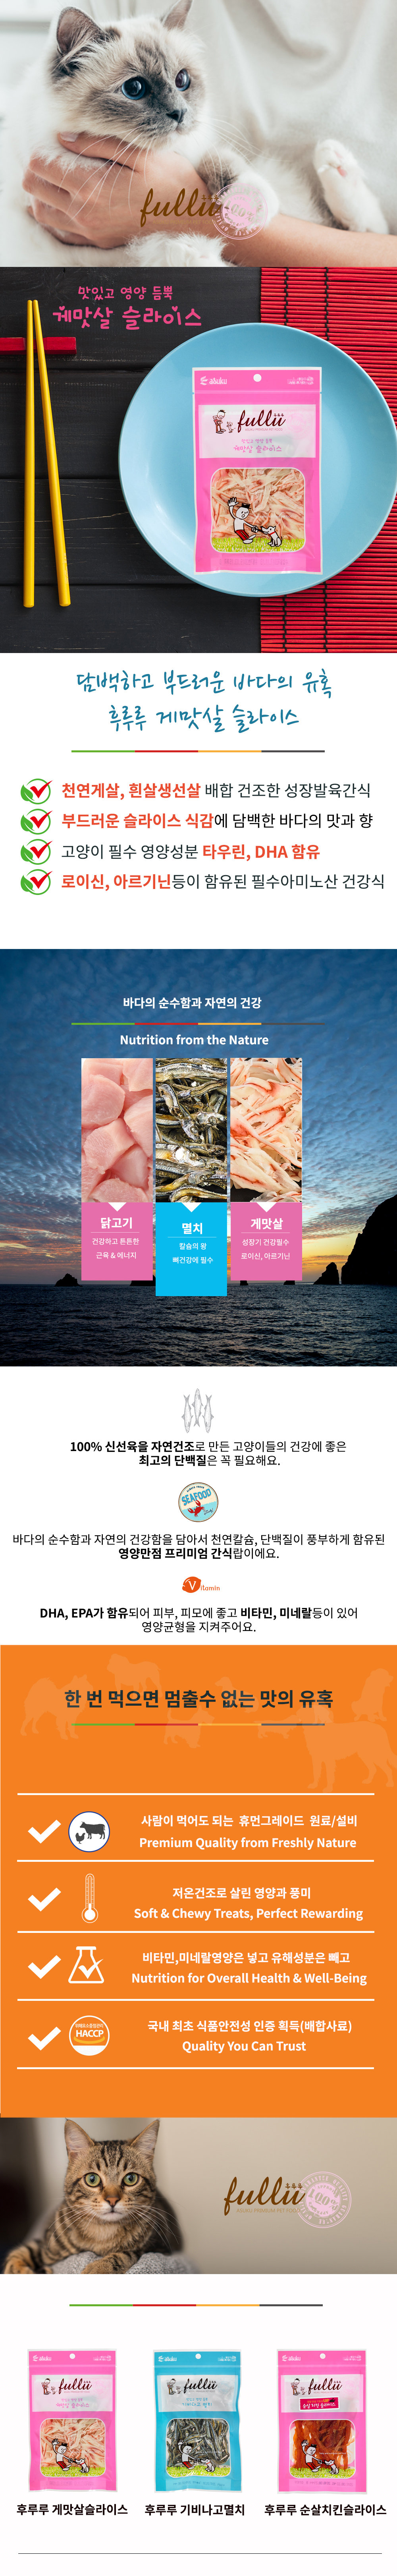 fullu
후루루
맛있고 영양 듬뿍
게맛살 슬라이스
fullu
후루루
게맛살 슬라이스
담백하고 부드러운 바다의 유혹
후루루 게맛살 슬라이스
천연게살, 흰살생선살 배합 건조한 성장발육간식
부드러운 슬라이스 식감에 담백한 바다의 맛과 향
고양이 필수 영양성분 타우린, DHA 함유
로이신, 아르기닌등이 함유된 필수아미노산 건강식
바다의 순수함과 자연의 건강
Nutrition from the Nature
닭고기
건강하고 튼튼한
근육 & 에너지
멸치
칼슘의 왕
뼈건강에 필수
게맛살
성장기 건강필수
로이신, 아르기닌
100% 신선육을 자연건조로 만든 고양이들의 건강에 좋은
최고의 단백질은 꼭 필요해요.
SEAFOOD
바다의 순수함과 자연의 건강함을 담아서 천연칼슘, 단백질이 풍부하게 함유된
영양만점 프리미엄 간식랍이에요.
Vitamin
DHA, EPA가 함유되어 피부, 피모에 좋고 비타민, 미네랄등이 있어
영양균형을 지켜주어요.
한 번 먹으면 멈출수 없는 맛의 유혹
사람이 먹어도 되는 휴먼그레이드 원료/설비
Premium Quality from Freshly Nature
저온건조로 살린 영양과 풍미
Soft & Chewy Treats, Perfect Rewarding
비타민,미네랄영양은 넣고 유해성분은 빼고
Nutrition for Overall Health & Well-Being
HACCP
국내 최초 식품안전성 인증 획득(배합사료)
Quality You Can Trust
fullu
후루루
fullu
fullu
fullu
후루루 게맛살슬라이스
후루루 기비나고멸치
후루루 순살치킨슬라이스